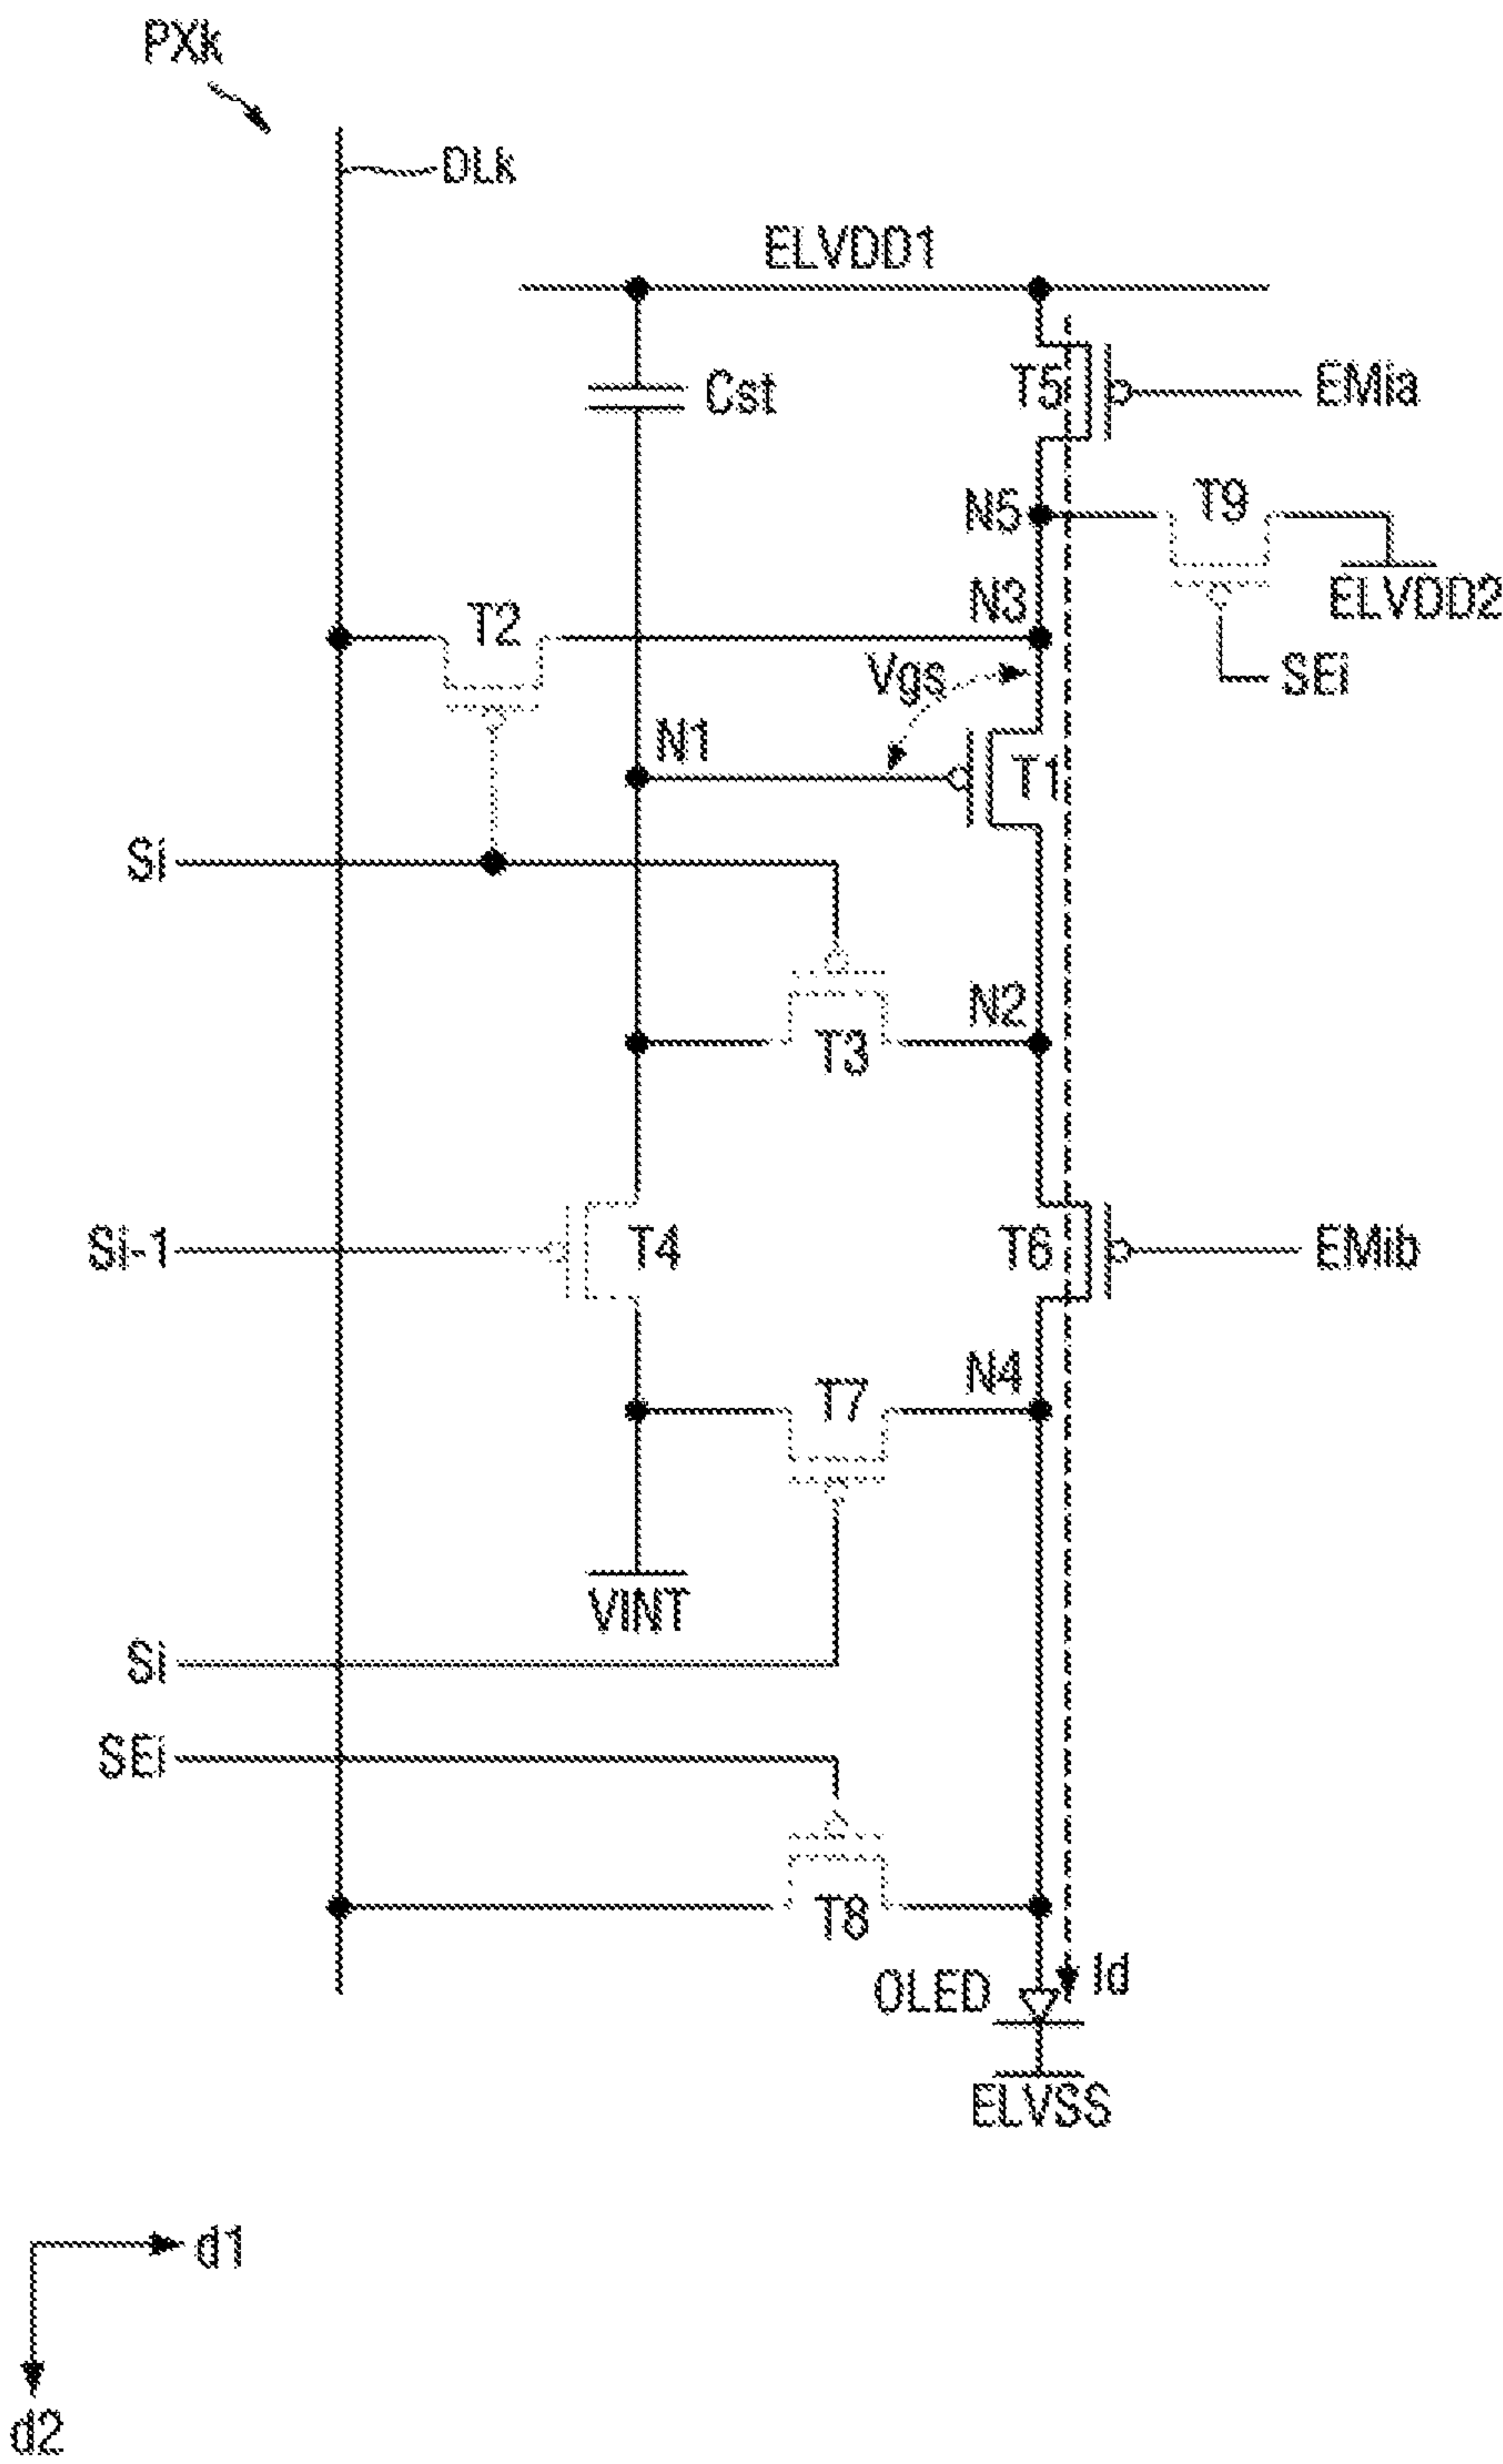 PXk
DLk
ELVDD1
Cst
T5
EMia
N5
T9
N3
ELVDD2
T2
Vgs
SEi
N1
T1
Si
N2
T3
Si-1
T4
T6
EMib
N4
T7
VINT
Si
SEi
T8
OLED
Id
ELVSS
d1
d2